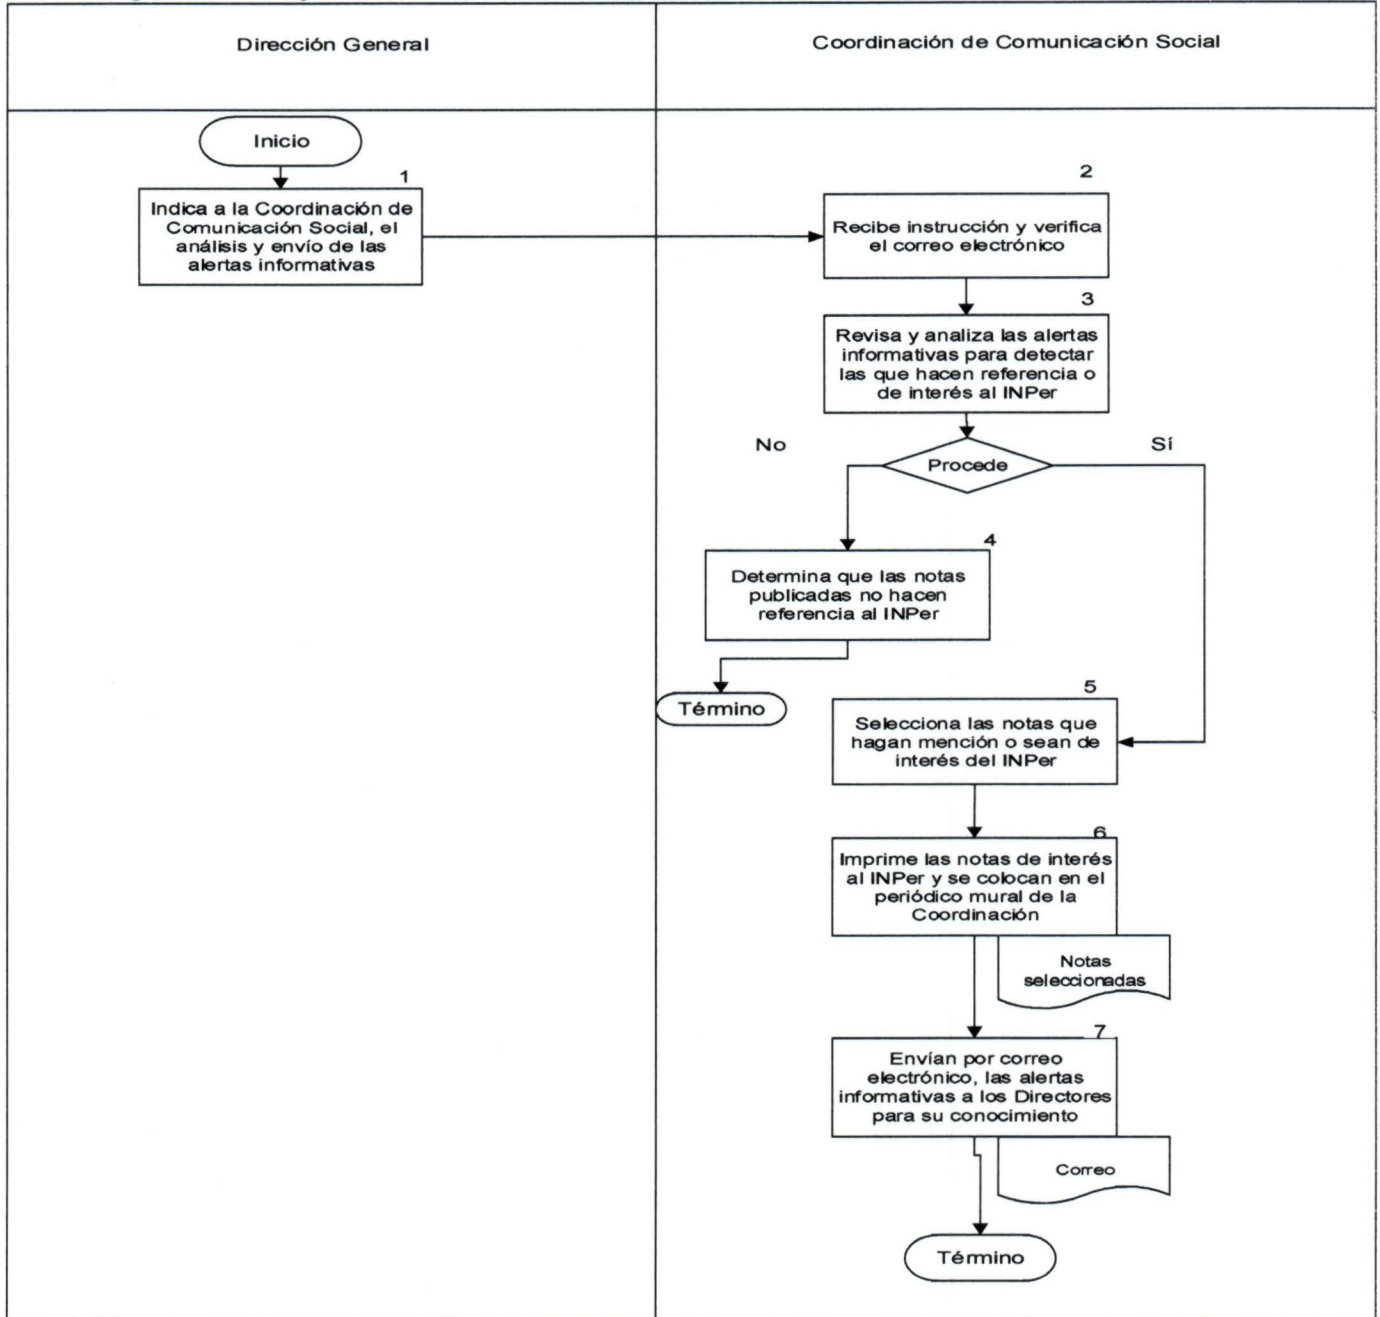 Dirección General
Coordinación de Comunicación Social
Inicio
1
Indica a la Coordinación de
Comunicación Social, el
análisis y envío de las
alertas informativas
2
Recibe instrucción y verifica
el correo electrónico
3
Revisa y analiza las alertas
informativas para detectar
las que hacen referencia o
de interés al INPer
No
Procede
Sí
4
Determina que las notas
publicadas no hacen
referencia al INPer
Término
5
Selecciona las notas que
hagan mención o sean de
interés del INPer
6
Imprime las notas de interés
al INPer y se colocan en el
periódico mural de la
Coordinación
Notas
seleccionadas
7
Envían por correo
electrónico, las alertas
informativas a los Directores
para su conocimiento
Correo
Término